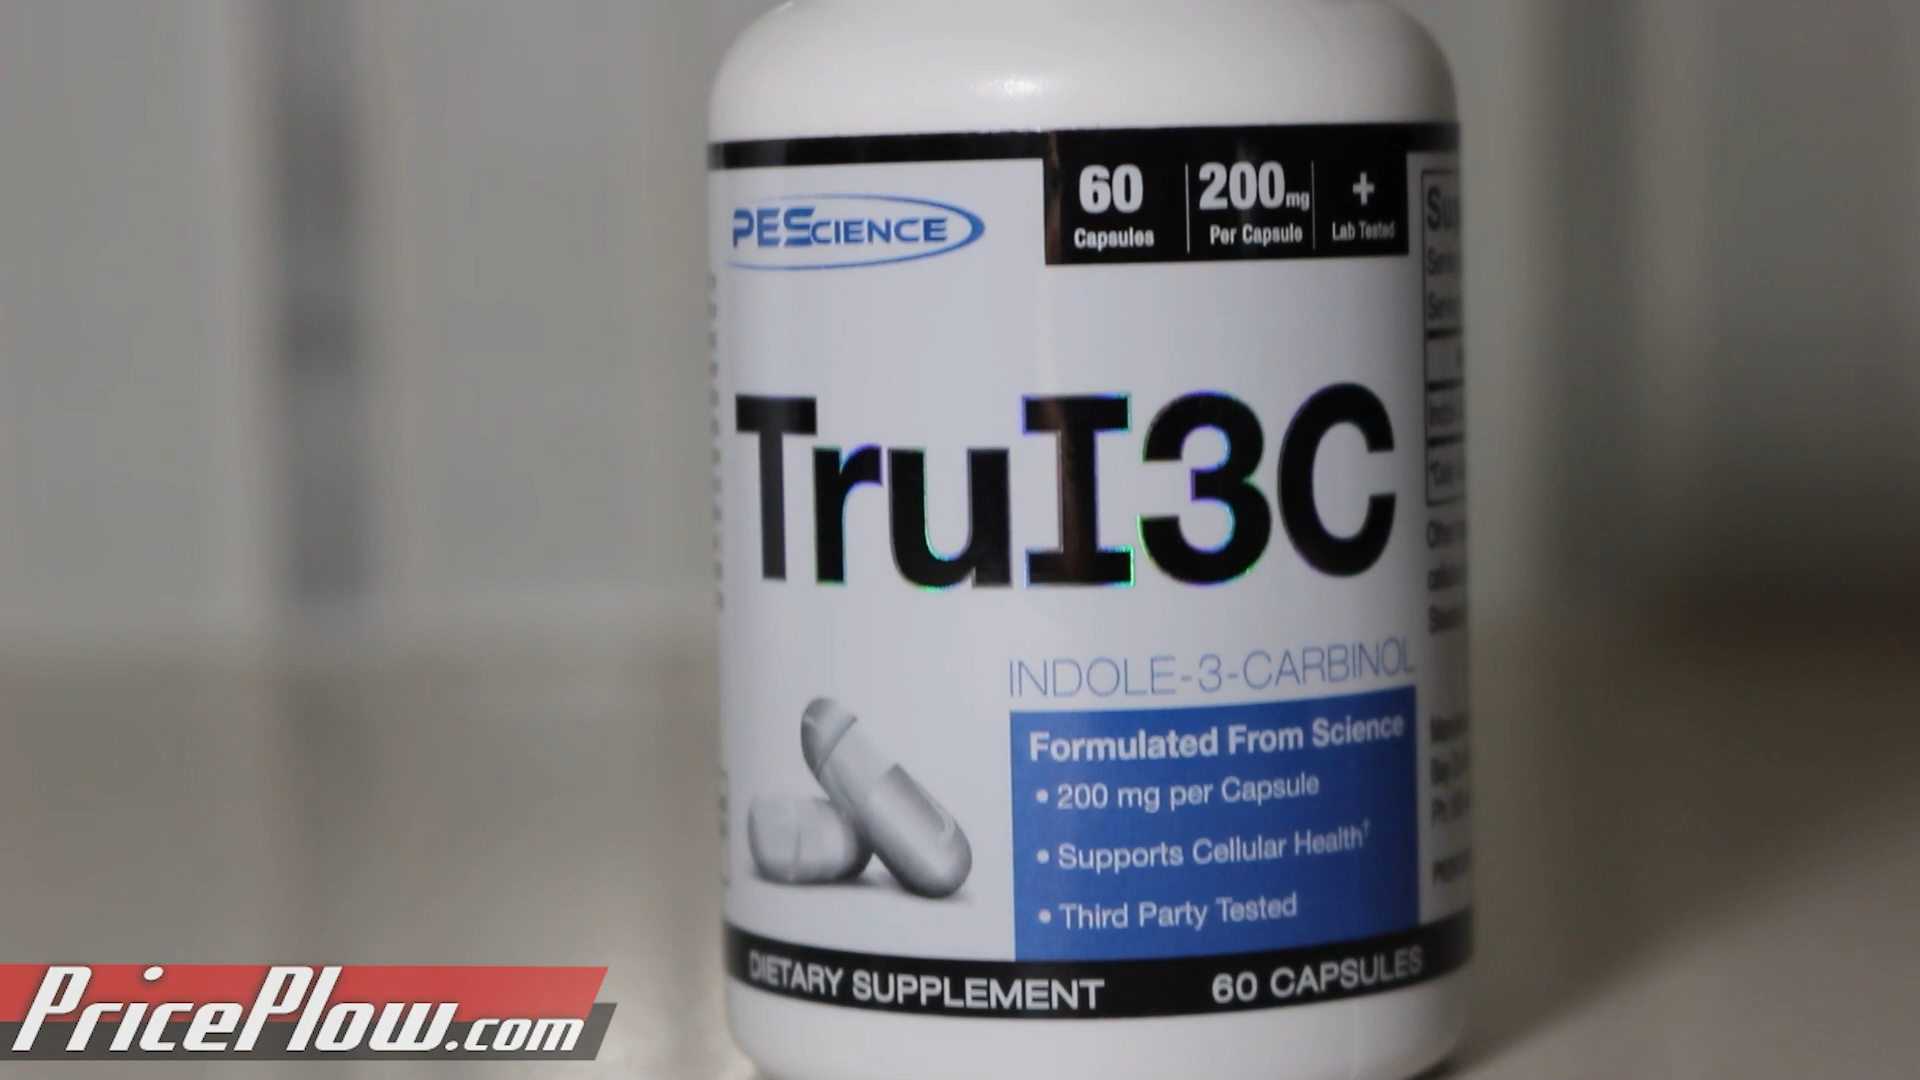 PEScience
60
Capsules
200mg
Per Capsule
+
Lab Tested
TruI3C
INDOLE-3-CARBINOL
Formulated From Science
• 200 mg per Capsule
• Supports Cellular Health†
• Third Party Tested
DIETARY SUPPLEMENT
60 CAPSULES
PricePlow.com